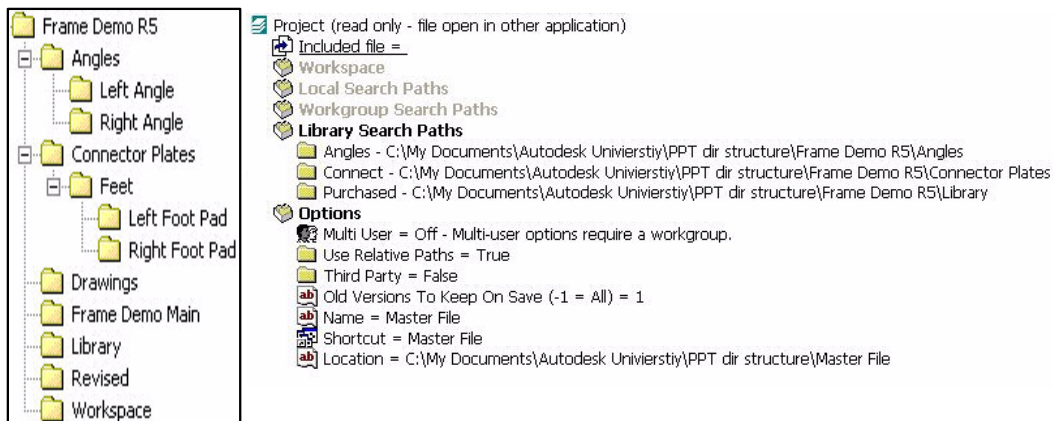 Frame Demo R5
Angles
Left Angle
Right Angle
Connector Plates
Feet
Left Foot Pad
Right Foot Pad
Drawings
Frame Demo Main
Library
Revised
Workspace
Project (read only - file open in other application)
Included file =
Workspace
Local Search Paths
Workgroup Search Paths
Library Search Paths
Angles - C:\My Documents\Autodesk Univierstiy\PPT dir structure\Frame Demo R5\Angles
Connect - C:\My Documents\Autodesk Univierstiy\PPT dir structure\Frame Demo R5\Connector Plates
Purchased - C:\My Documents\Autodesk Univierstiy\PPT dir structure\Frame Demo R5\Library
Options
Multi User = Off - Multi-user options require a workgroup.
Use Relative Paths = True
Third Party = False
Old Versions To Keep On Save (-1 = All) = 1
Name = Master File
Shortcut = Master File
Location = C:\My Documents\Autodesk Univierstiy\PPT dir structure\Master File